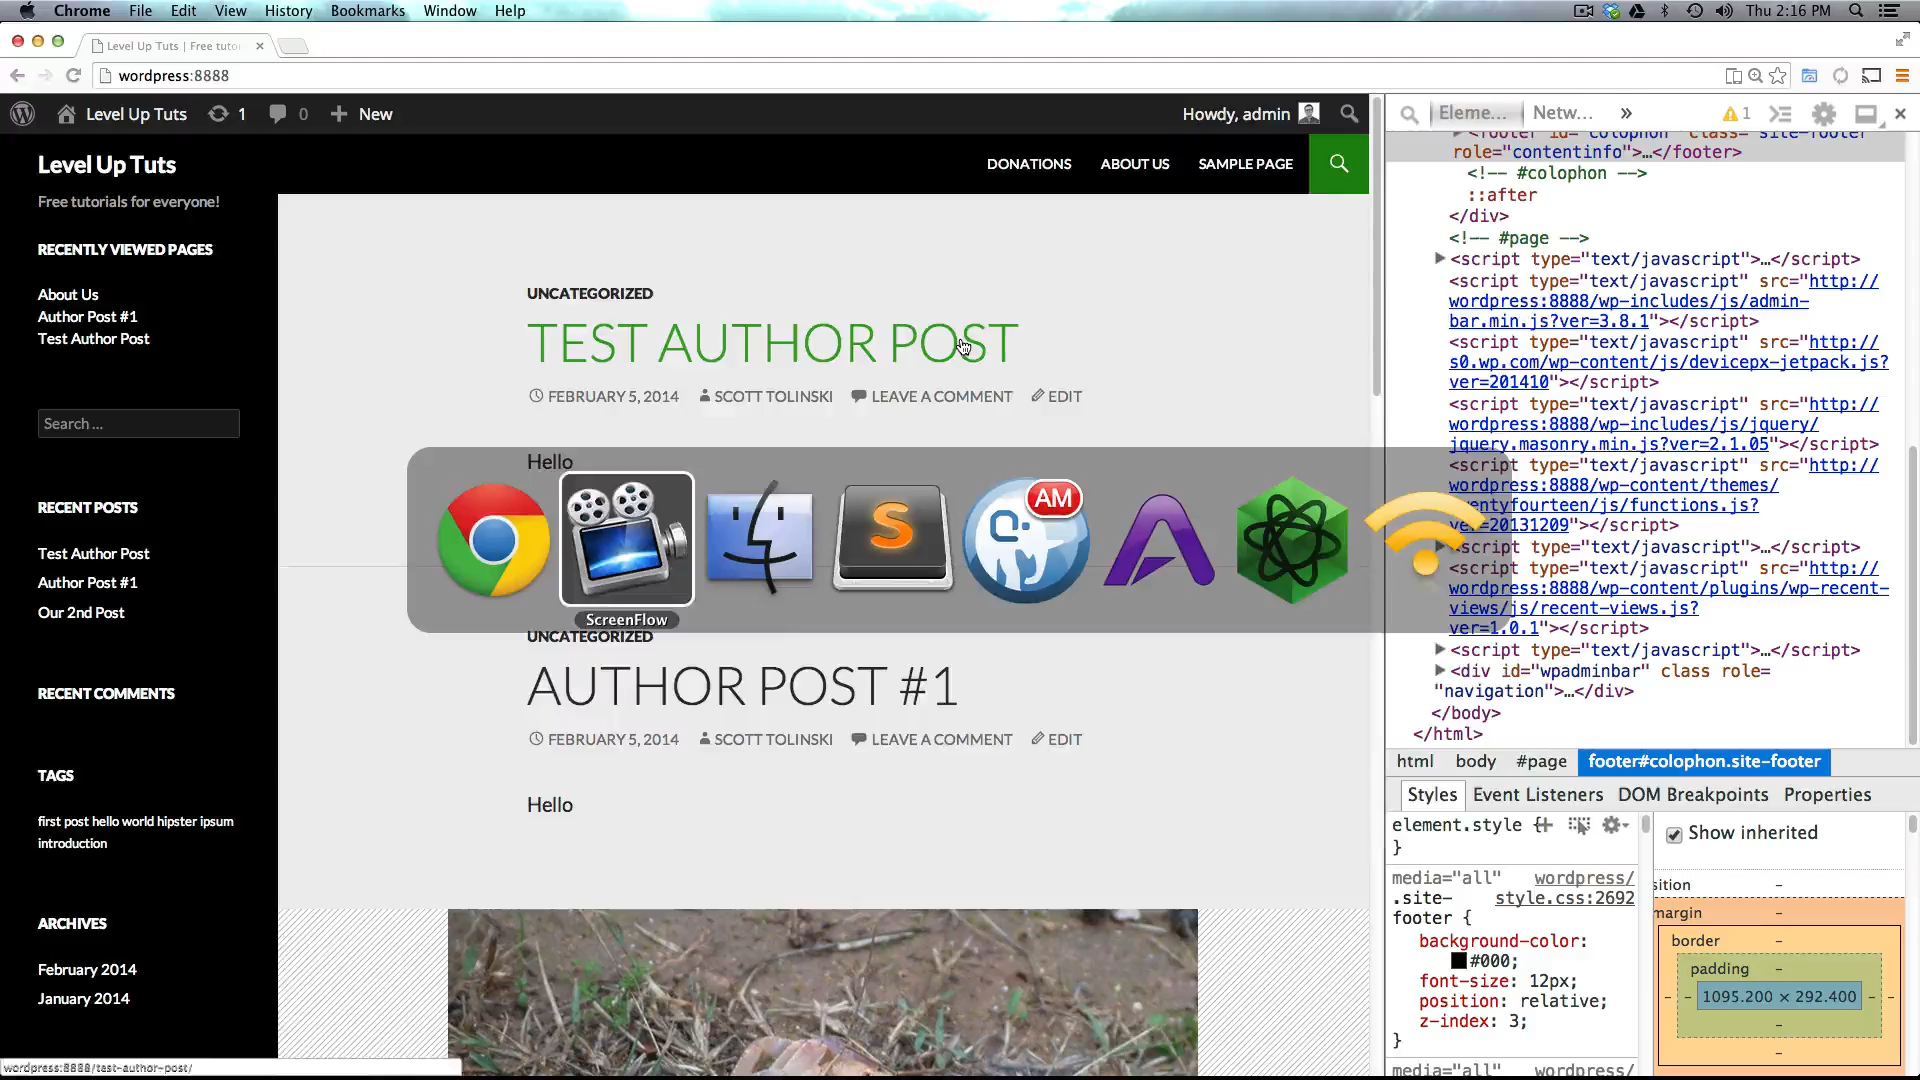 Chrome File Edit View History Bookmarks Window Help Thu 2:16 PM
Level Up Tuts | Free tutor
wordpress:8888
Level Up Tuts 1 0 New Howdy, admin
Level Up Tuts
Free tutorials for everyone!
DONATIONS ABOUT US SAMPLE PAGE
RECENTLY VIEWED PAGES
About Us
Author Post #1
Test Author Post
Search ...
RECENT POSTS
Test Author Post
Author Post #1
Our 2nd Post
RECENT COMMENTS
TAGS
first post hello world hipster ipsum
introduction
ARCHIVES
February 2014
January 2014
wordpress:8888/test-author-post/
UNCATEGORIZED
TEST AUTHOR POST
FEBRUARY 5, 2014 SCOTT TOLINSKI LEAVE A COMMENT EDIT
Hello
AM
ScreenFlow
UNCATEGORIZED
AUTHOR POST #1
FEBRUARY 5, 2014 SCOTT TOLINSKI LEAVE A COMMENT EDIT
Hello
Eleme... Netw... » 1
<footer id="colophon" class="site-footer"
role="contentinfo">…</footer>
<!-- #colophon -->
::after
</div>
<!-- #page -->
<script type="text/javascript">…</script>
<script type="text/javascript" src="http://
wordpress:8888/wp-includes/js/admin-
bar.min.js?ver=3.8.1"></script>
<script type="text/javascript" src="http://
s0.wp.com/wp-content/js/devicepx-jetpack.js?
ver=201410"></script>
<script type="text/javascript" src="http://
wordpress:8888/wp-includes/js/jquery/
jquery.masonry.min.js?ver=2.1.05"></script>
<script type="text/javascript" src="http://
wordpress:8888/wp-content/themes/
entyfourteen/js/functions.js?
ver=20131209"></script>
<script type="text/javascript">…</script>
<script type="text/javascript" src="http://
wordpress:8888/wp-content/plugins/wp-recent-
views/js/recent-views.js?
ver=1.0.1"></script>
<script type="text/javascript">…</script>
<div id="wpadminbar" class role=
"navigation">…</div>
</body>
</html>
html body #page footer#colophon.site-footer
Styles Event Listeners DOM Breakpoints Properties
element.style {
}
media="all" wordpress/
.site- style.css:2692
footer {
background-color:
#000;
font-size: 12px;
position: relative;
z-index: 3;
}
media="all" wordpress/
Show inherited
sition –
margin –
border –
padding –
– – 1095.200 × 292.400 – –
–
–